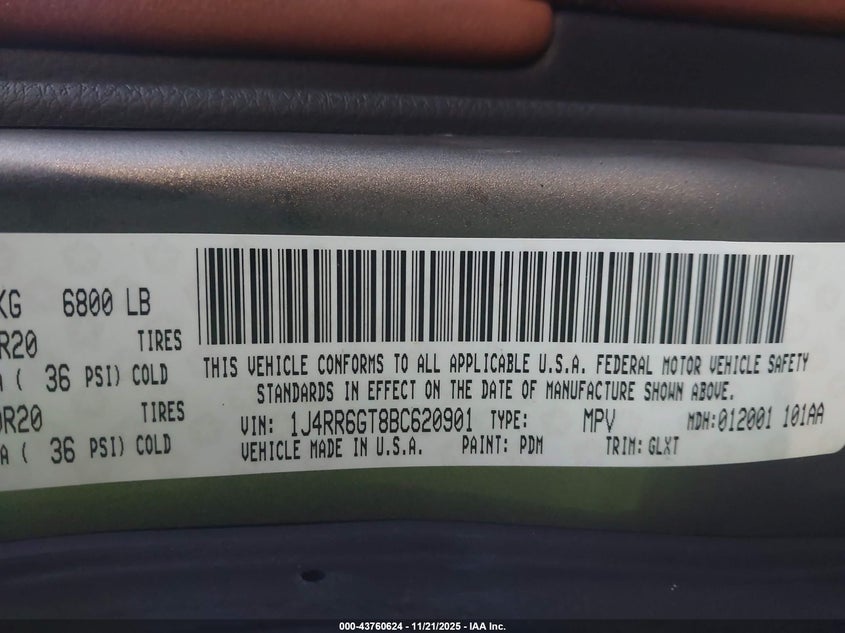 KG 6800 LB
R20 TIRES
( 36 PSI) COLD
R20 TIRES
A ( 36 PSI) COLD
THIS VEHICLE CONFORMS TO ALL APPLICABLE U.S.A. FEDERAL MOTOR VEHICLE SAFETY
STANDARDS IN EFFECT ON THE DATE OF MANUFACTURE SHOWN ABOVE.
VIN: 1J4RR6GT8BC620901 TYPE: MPV MDH:012001 101AA
VEHICLE MADE IN U.S.A. PAINT: PDM TRIM: GLXT
000-43760624 - 11/21/2025 - IAA Inc.